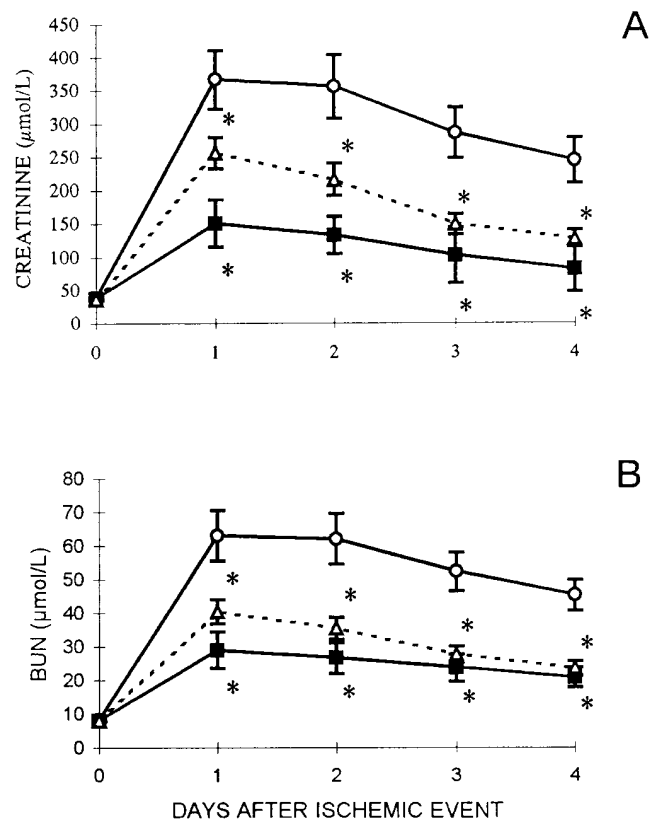 A
CREATININE (µmol/L)
450
400
350
300
250
200
150
100
50
0
* * * *
* * * *
0 1 2 3 4
B
BUN (µmol/L)
80
70
60
50
40
30
20
10
0
* * * *
* * * *
0 1 2 3 4
DAYS AFTER ISCHEMIC EVENT